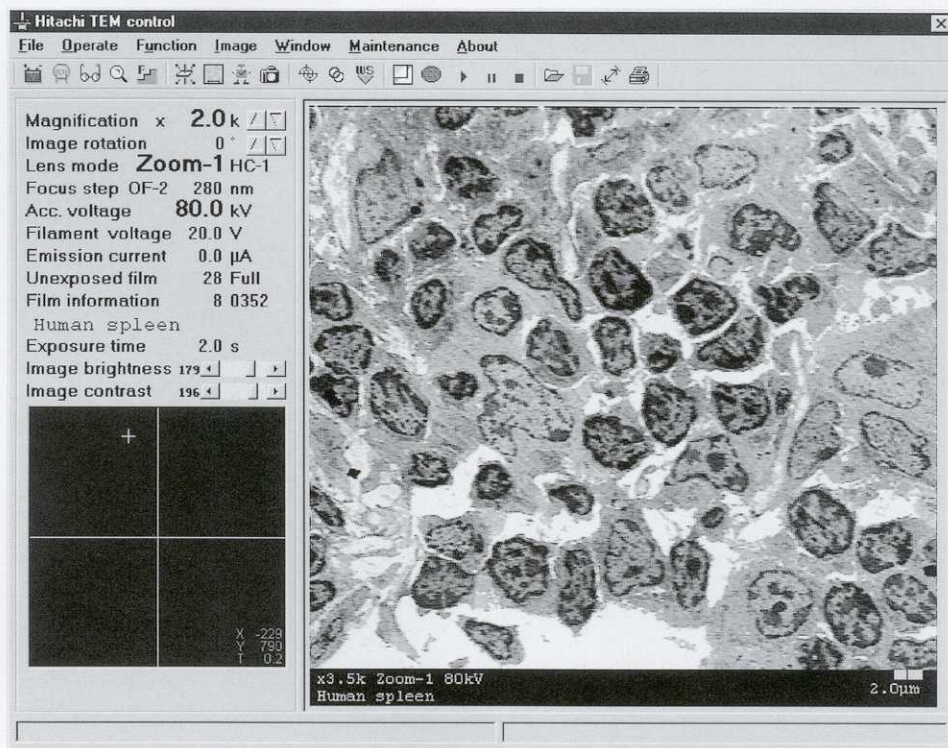 Hitachi TEM control
File Operate Function Image Window Maintenance About
WS
Magnification x 2.0 k
Image rotation 0 °
Lens mode Zoom-1 HC-1
Focus step OF-2 280 nm
Acc. voltage 80.0 kV
Filament voltage 20.0 V
Emission current 0.0 µA
Unexposed film 28 Full
Film information 8 0352
Human spleen
Exposure time 2.0 s
Image brightness 179
Image contrast 196
X -229
Y 790
T 0.2
x3.5k Zoom-1 80kV
Human spleen
2.0µm